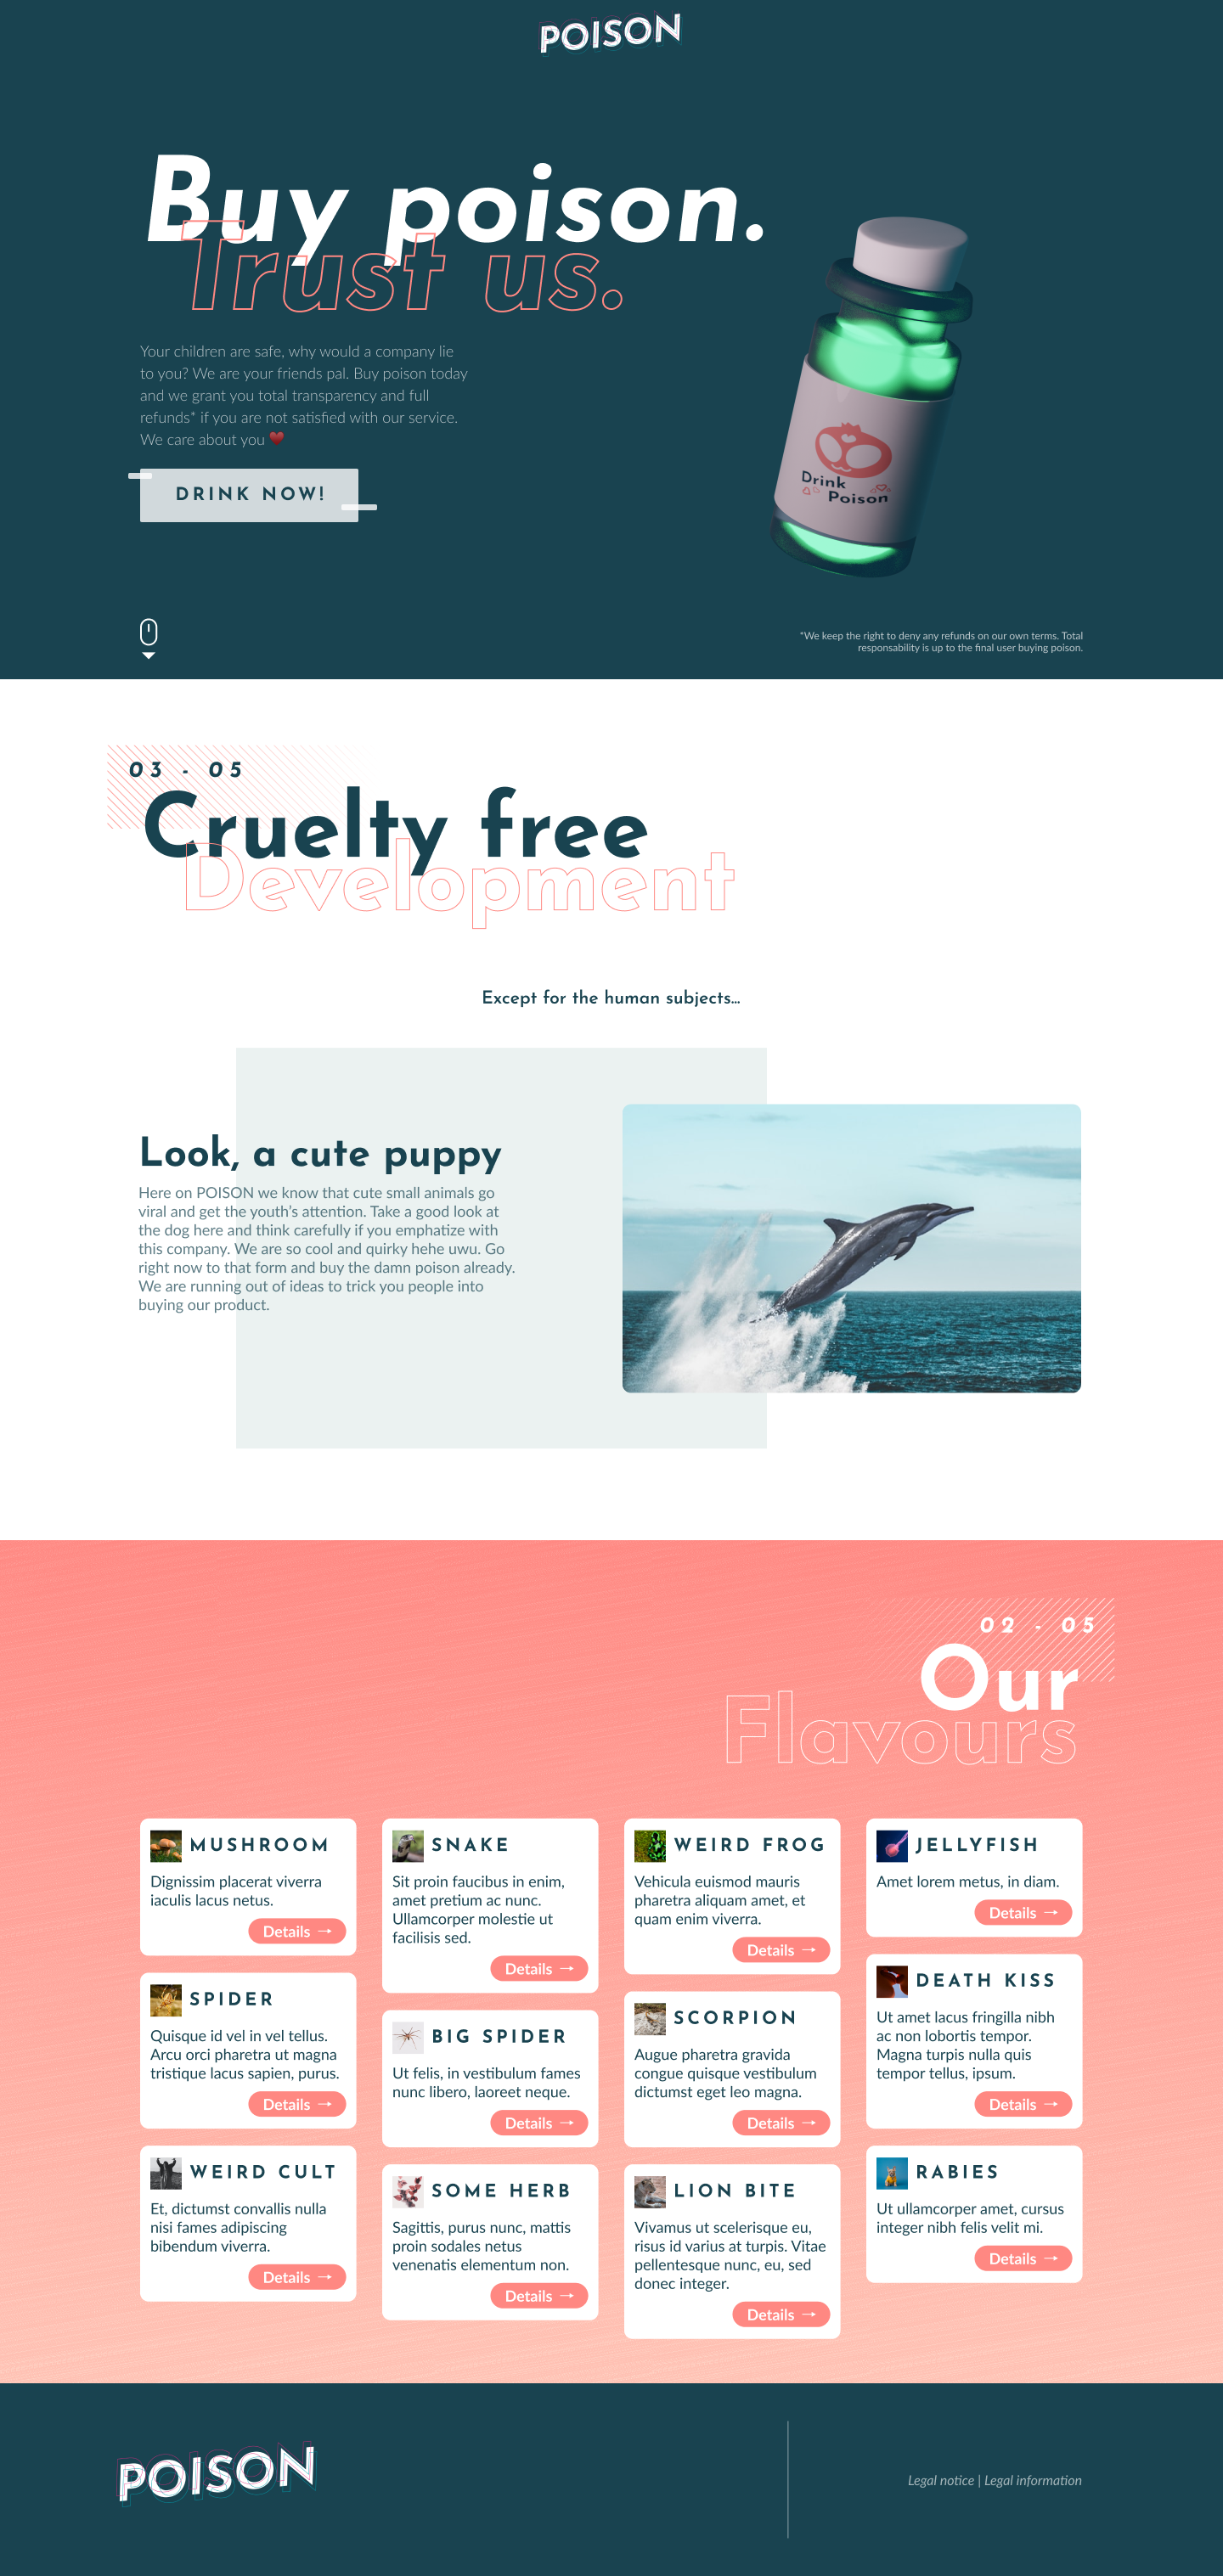 POISON
Buy poison.
Trust us.
Your children are safe, why would a company lie
to you? We are your friends pal. Buy poison today
and we grant you total transparency and full
refunds* if you are not satisfied with our service.
We care about you ♥
DRINK NOW!
Drink
Poison
*We keep the right to deny any refunds on our own terms. Total
responsability is up to the final user buying poison.
03 - 05
Cruelty free
Development
Except for the human subjects...
Look, a cute puppy
Here on POISON we know that cute small animals go
viral and get the youth's attention. Take a good look at
the dog here and think carefully if you emphatize with
this company. We are so cool and quirky hehe uwu. Go
right now to that form and buy the damn poison already.
We are running out of ideas to trick you people into
buying our product.
02 - 05
Our
Flavours
MUSHROOM
Dignissim placerat viverra
iaculis lacus netus.
Details →
SPIDER
Quisque id vel in vel tellus.
Arcu orci pharetra ut magna
tristique lacus sapien, purus.
Details →
WEIRD CULT
Et, dictumst convallis nulla
nisi fames adipiscing
bibendum viverra.
Details →
SNAKE
Sit proin faucibus in enim,
amet pretium ac nunc.
Ullamcorper molestie ut
facilisis sed.
Details →
BIG SPIDER
Ut felis, in vestibulum fames
nunc libero, laoreet neque.
Details →
SOME HERB
Sagittis, purus nunc, mattis
proin sodales netus
venenatis elementum non.
Details →
WEIRD FROG
Vehicula euismod mauris
pharetra aliquam amet, et
quam enim viverra.
Details →
SCORPION
Augue pharetra gravida
congue quisque vestibulum
dictumst eget leo magna.
Details →
LION BITE
Vivamus ut scelerisque eu,
risus id varius at turpis. Vitae
pellentesque nunc, eu, sed
donec integer.
Details →
JELLYFISH
Amet lorem metus, in diam.
Details →
DEATH KISS
Ut amet lacus fringilla nibh
ac non lobortis tempor.
Magna turpis nulla quis
tempor tellus, ipsum.
Details →
RABIES
Ut ullamcorper amet, cursus
integer nibh felis velit mi.
Details →
POISON
Legal notice | Legal information